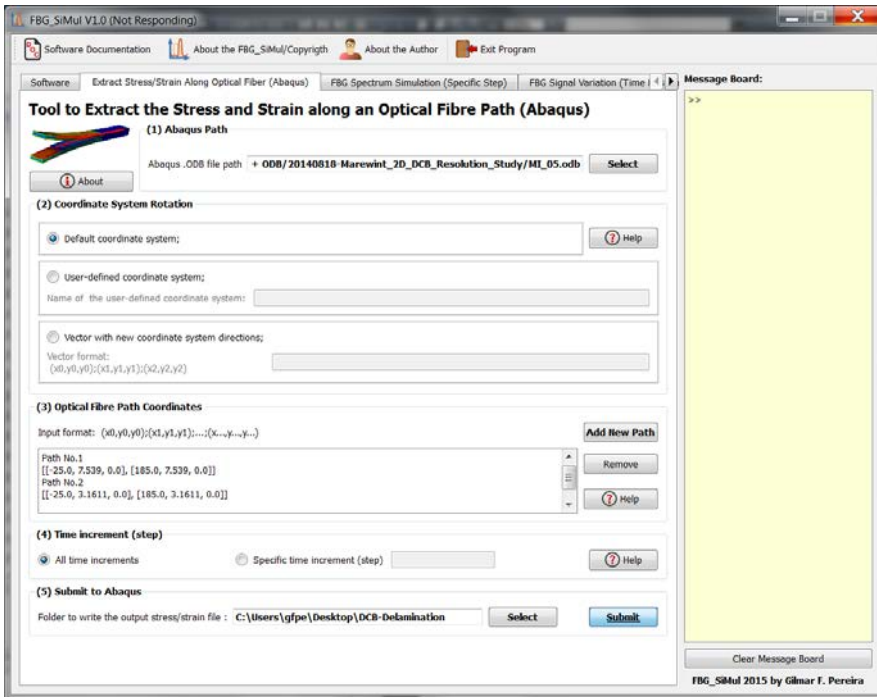 FBG_SiMul V1.0 (Not Responding)
Software Documentation About the FBG_SiMul/Copyrigth About the Author Exit Program
Software Extract Stress/Strain Along Optical Fiber (Abaqus) FBG Spectrum Simulation (Specific Step) FBG Signal Variation (Time I
Message Board:
>>
Tool to Extract the Stress and Strain along an Optical Fibre Path (Abaqus)
(1) Abaqus Path
Abaqus .ODB file path + ODB/20140818-Marewint_2D_DCB_Resolution_Study/MI_05.odb Select
About
(2) Coordinate System Rotation
Default coordinate system; Help
User-defined coordinate system;
Name of the user-defined coordinate system:
Vector with new coordinate system directions;
Vector format:
(x0,y0,y0);(x1,y1,y1);(x2,y2,y2)
(3) Optical Fibre Path Coordinates
Input format: (x0,y0,y0);(x1,y1,y1);...;(x...,y...,y...) Add New Path
Path No.1
[[-25.0, 7.539, 0.0], [185.0, 7.539, 0.0]]
Path No.2
[[-25.0, 3.1611, 0.0], [185.0, 3.1611, 0.0]]
Remove
Help
(4) Time increment (step)
All time increments Specific time increment (step) Help
(5) Submit to Abaqus
Folder to write the output stress/strain file : C:\Users\gfpe\Desktop\DCB-Delamination Select Submit
Clear Message Board
FBG_SiMul 2015 by Gilmar F. Pereira